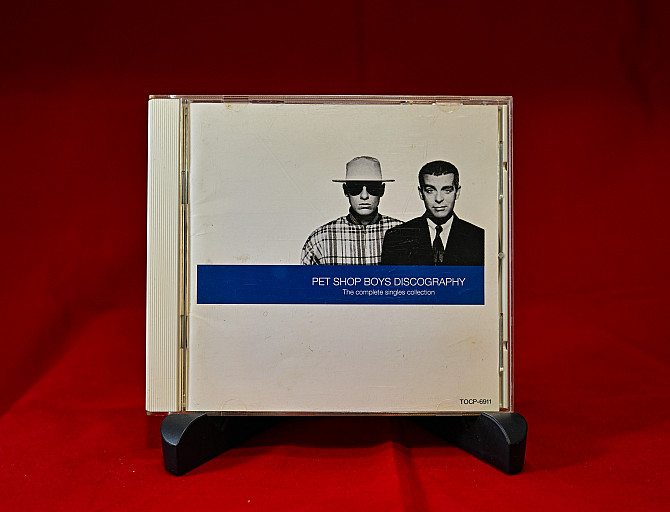 PET SHOP BOYS DISCOGRAPHY
The complete singles collection
TOCP-6911